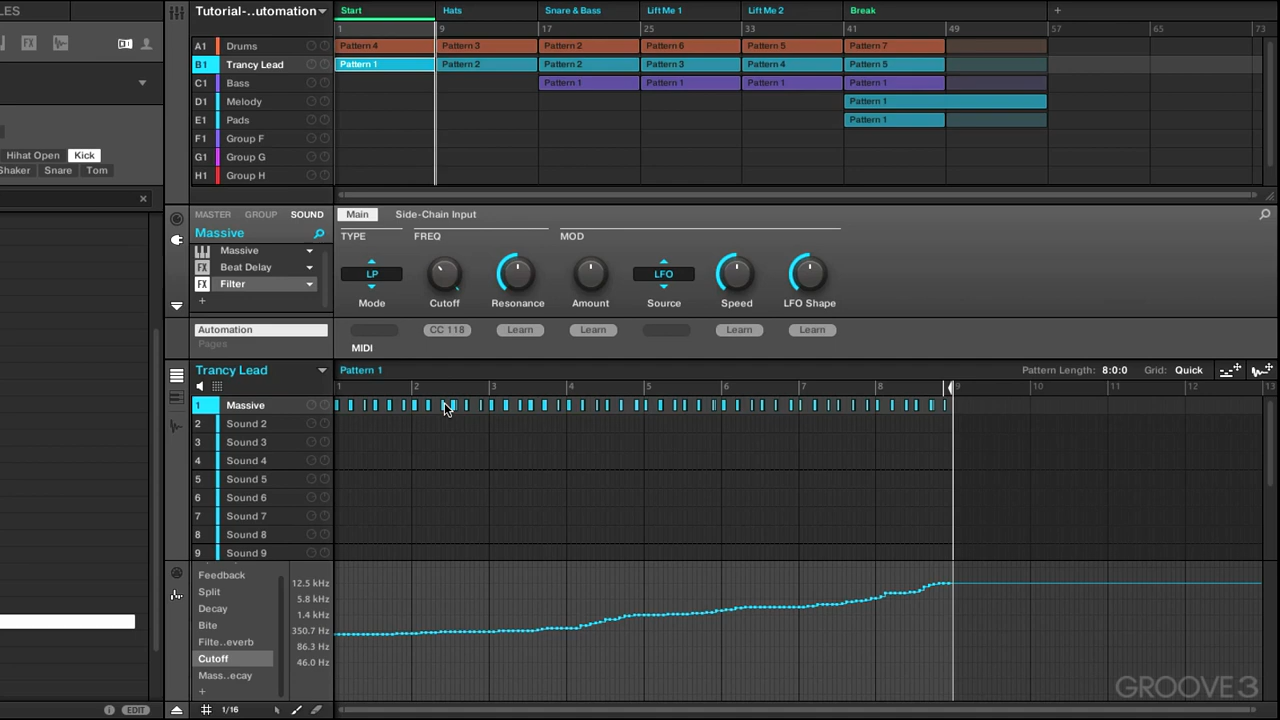 LES
Tutorial-..utomation
Start
Hats
Snare & Bass
Lift Me 1
Lift Me 2
Break
+
1
9
17
25
33
41
49
57
65
73
A1 Drums Pattern 4 Pattern 3 Pattern 2 Pattern 6 Pattern 5 Pattern 7
B1 Trancy Lead Pattern 1 Pattern 2 Pattern 2 Pattern 3 Pattern 4 Pattern 5
C1 Bass Pattern 1 Pattern 1 Pattern 1 Pattern 1
D1 Melody Pattern 1
E1 Pads Pattern 1
F1 Group F
G1 Group G
H1 Group H
Hihat Open Kick
Shaker Snare Tom
MASTER GROUP SOUND
Massive
Massive
FX Beat Delay
FX Filter
+
Automation
Pages
Main Side-Chain Input
TYPE FREQ MOD
LP LFO
Mode Cutoff Resonance Amount Source Speed LFO Shape
CC 118 Learn Learn Learn Learn
MIDI
Trancy Lead
Pattern 1
Pattern Length: 8:0:0 Grid: Quick
1 2 3 4 5 6 7 8 9 10 11 12 13
1 Massive
2 Sound 2
3 Sound 3
4 Sound 4
5 Sound 5
6 Sound 6
7 Sound 7
8 Sound 8
9 Sound 9
Feedback
Split
Decay
Bite
Filte..everb
Cutoff
Mass..ecay
+
12.5 kHz
5.8 kHz
1.4 kHz
350.7 Hz
86.3 Hz
46.0 Hz
EDIT
1/16
GROOVE3